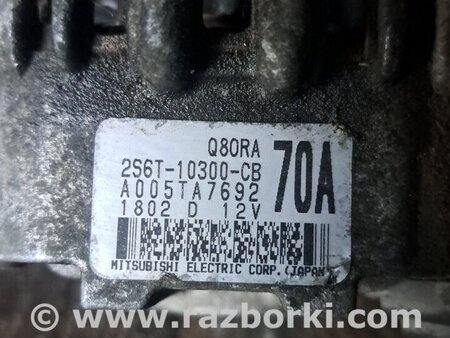 Q80RA
2S6T-10300-CB 70A
A005TA7692
1802 D 12V
MITSUBISHI ELECTRIC CORP. (JAPAN
© www.razborki.com